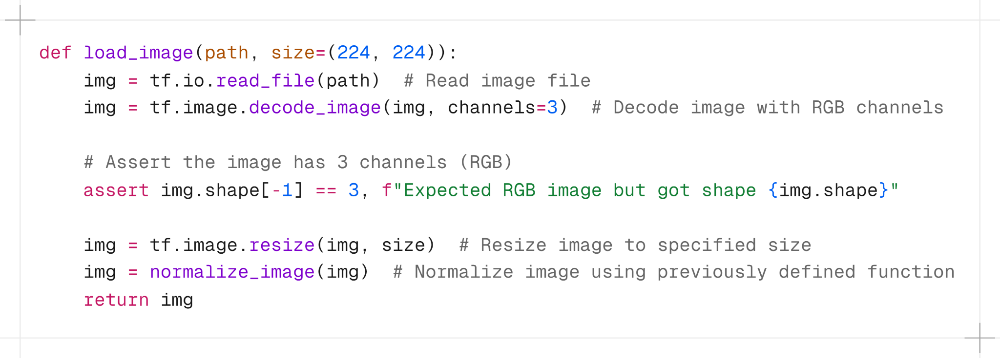 def load_image(path, size=(224, 224)):
    img = tf.io.read_file(path)  # Read image file
    img = tf.image.decode_image(img, channels=3)  # Decode image with RGB channels
    # Assert the image has 3 channels (RGB)
    assert img.shape[-1] == 3, f"Expected RGB image but got shape {img.shape}"
    img = tf.image.resize(img, size)  # Resize image to specified size
    img = normalize_image(img)  # Normalize image using previously defined function
    return img